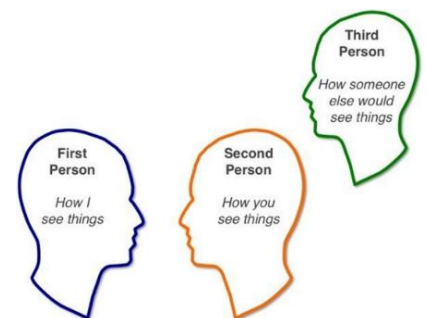 Third
Person
How someone
else would
see things
First
Person
How I
see things
Second
Person
How you
see things